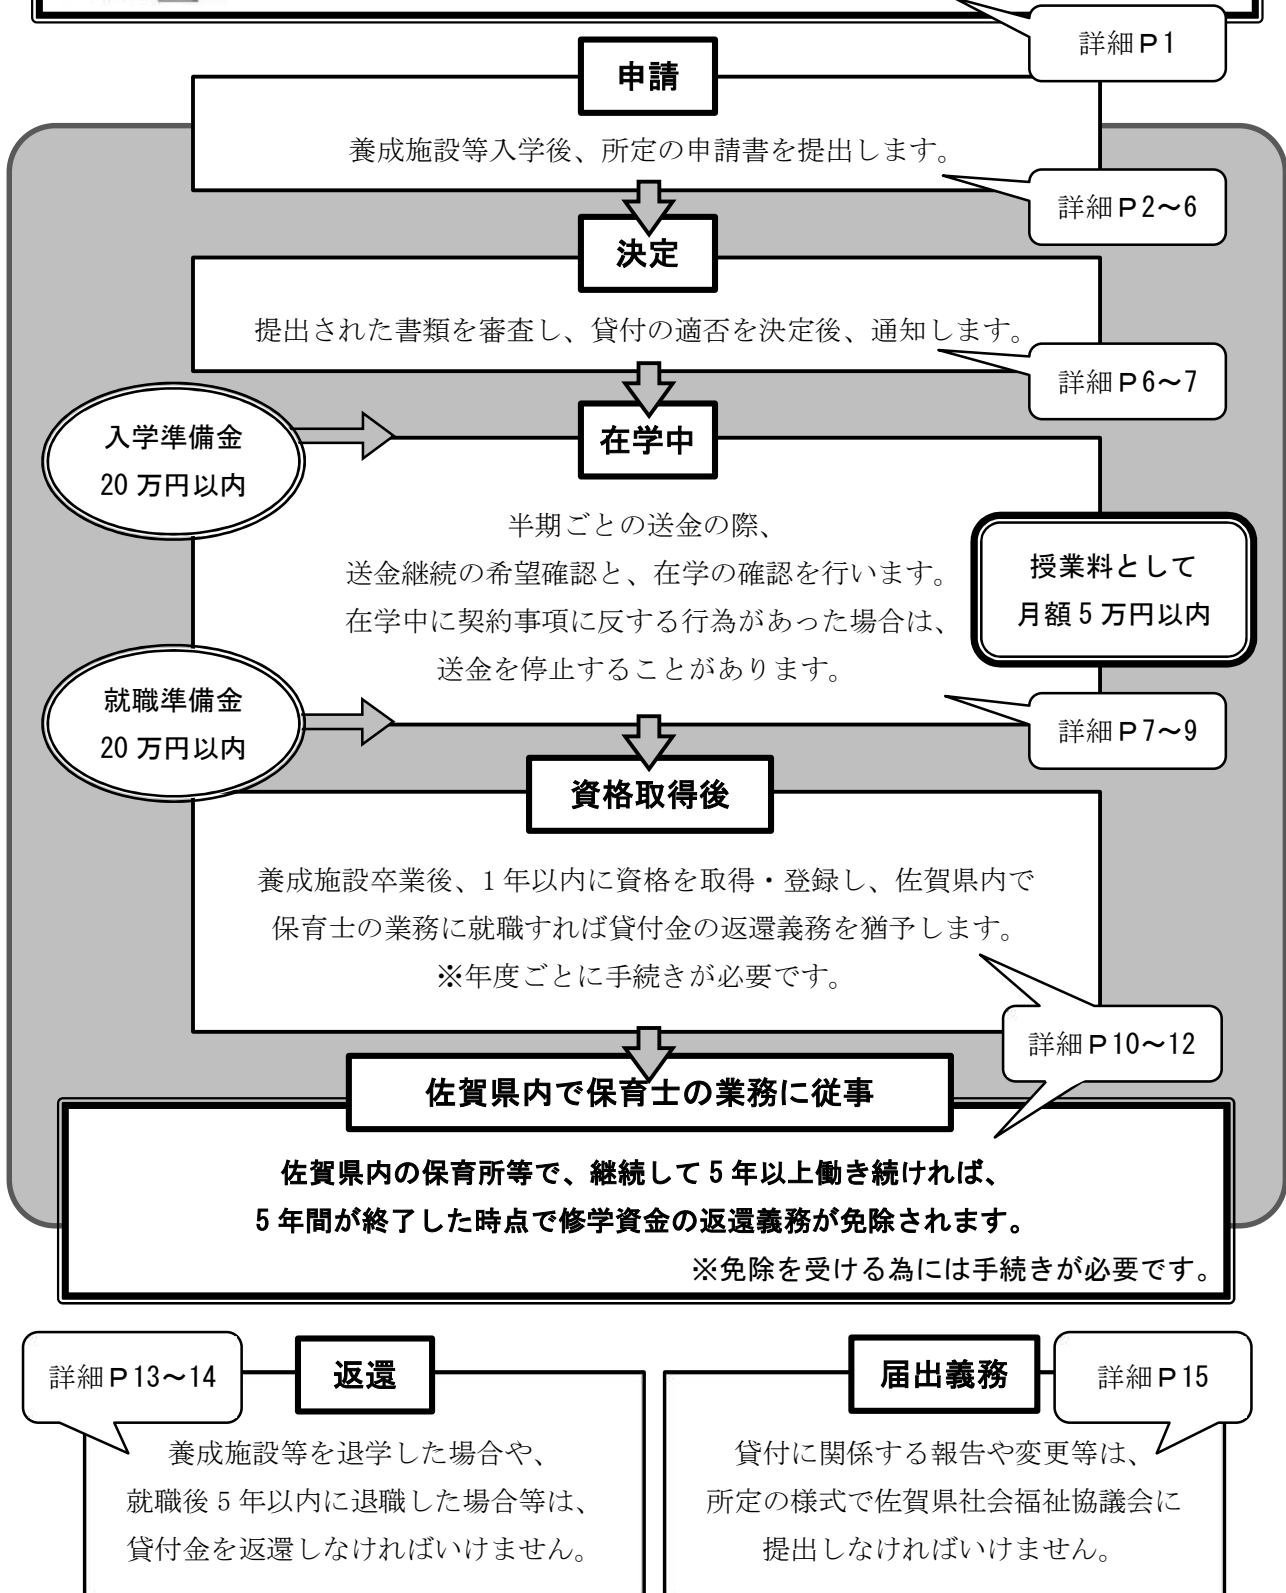 詳細Ｐ1
申請
養成施設等入学後、所定の申請書を提出します。
詳細Ｐ2～6
決定
提出された書類を審査し、貸付の適否を決定後、通知します。
詳細Ｐ6～7
入学準備金
20 万円以内
在学中
半期ごとの送金の際、
送金継続の希望確認と、在学の確認を行います。
在学中に契約事項に反する行為があった場合は、
送金を停止することがあります。
授業料として
月額 5 万円以内
就職準備金
20 万円以内
詳細Ｐ7～9
資格取得後
養成施設卒業後、1 年以内に資格を取得・登録し、佐賀県内で
保育士の業務に就職すれば貸付金の返還義務を猶予します。
※年度ごとに手続きが必要です。
詳細Ｐ10～12
佐賀県内で保育士の業務に従事
佐賀県内の保育所等で、継続して 5 年以上働き続ければ、
5 年間が終了した時点で修学資金の返還義務が免除されます。
※免除を受ける為には手続きが必要です。
詳細Ｐ13～14
返還
養成施設等を退学した場合や、
就職後 5 年以内に退職した場合等は、
貸付金を返還しなければいけません。
届出義務
詳細Ｐ15
貸付に関係する報告や変更等は、
所定の様式で佐賀県社会福祉協議会に
提出しなければいけません。